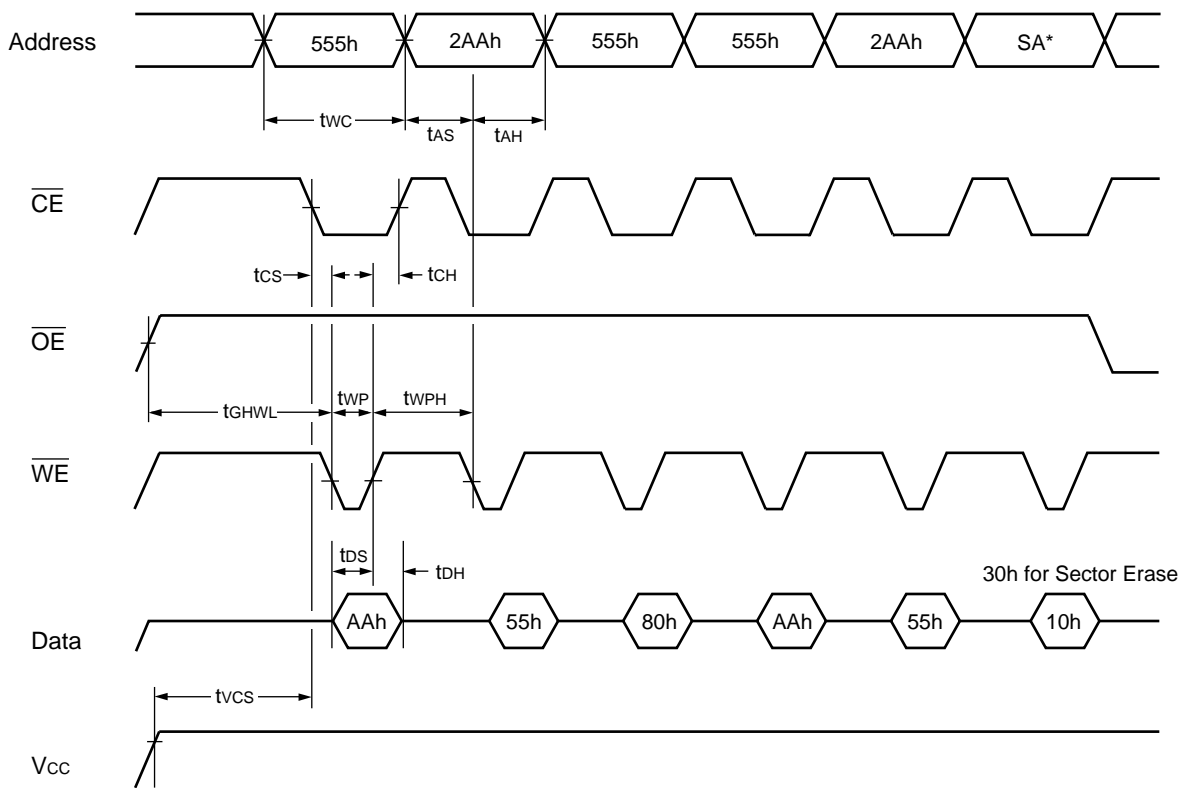 Address 555h 2AAh 555h 555h 2AAh SA*
tWC tAS tAH
CE
tCS tCH
OE
tGHWL tWP tWPH
WE
tDS tDH
30h for Sector Erase
Data AAh 55h 80h AAh 55h 10h
tVCS
VCC